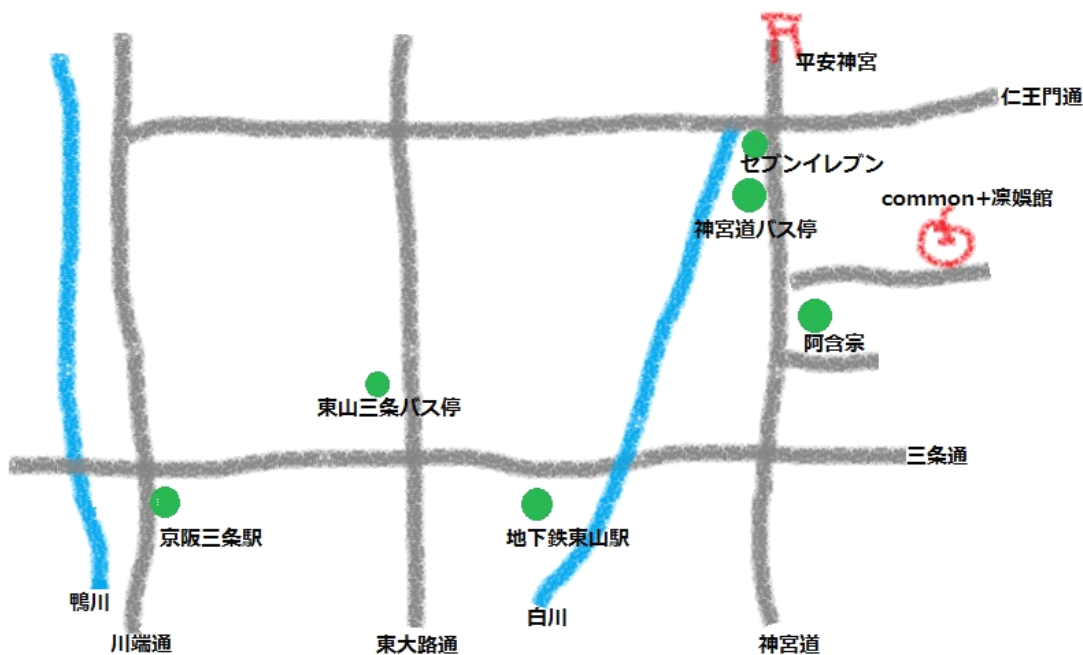 平安神宮
仁王門通
セブンイレブン
common+凛娯館
神宮道バス停
阿含宗
東山三条バス停
三条通
京阪三条駅
地下鉄東山駅
鴨川
白川
川端通
東大路通
神宮道